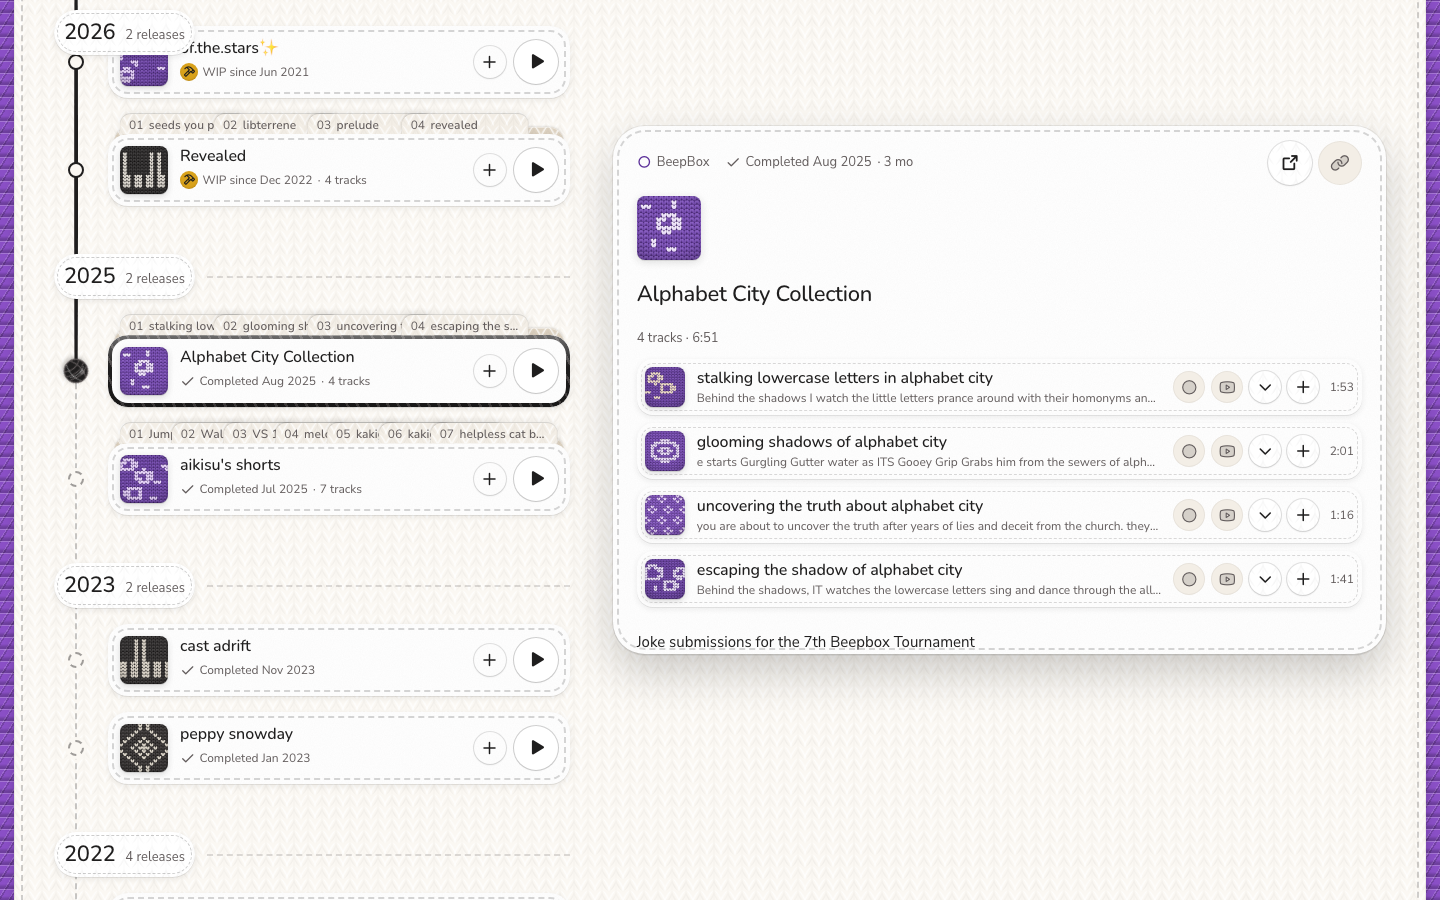 2026 2 releases
of.the.stars✨
WIP since Jun 2021
01 seeds you p 02 libterrene 03 prelude 04 revealed
Revealed
WIP since Dec 2022 · 4 tracks
2025 2 releases
01 stalking low 02 glooming sh 03 uncovering 04 escaping the s...
Alphabet City Collection
Completed Aug 2025 · 4 tracks
01 Jump 02 Wal 03 VS 04 mele 05 kaki 06 kaki 07 helpless cat b...
aikisu's shorts
Completed Jul 2025 · 7 tracks
2023 2 releases
cast adrift
Completed Nov 2023
peppy snowday
Completed Jan 2023
2022 4 releases
BeepBox Completed Aug 2025 · 3 mo
Alphabet City Collection
4 tracks · 6:51
stalking lowercase letters in alphabet city
Behind the shadows I watch the little letters prance around with their homonyms an...
1:53
glooming shadows of alphabet city
e starts Gurgling Gutter water as ITS Gooey Grip Grabs him from the sewers of alph...
2:01
uncovering the truth about alphabet city
you are about to uncover the truth after years of lies and deceit from the church. they...
1:16
escaping the shadow of alphabet city
Behind the shadows, IT watches the lowercase letters sing and dance through the all...
1:41
Joke submissions for the 7th Beepbox Tournament